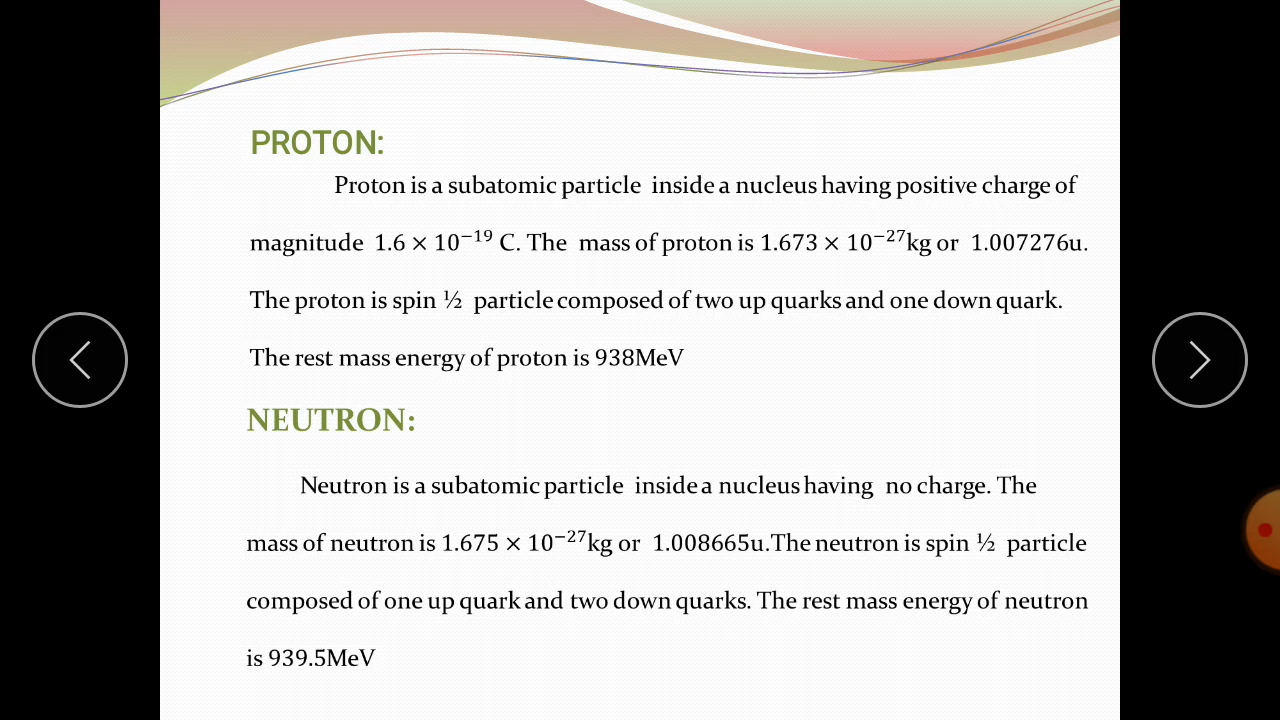 PROTON:
Proton is a subatomic particle inside a nucleus having positive charge of
magnitude 1.6 × 10⁻¹⁹ C. The mass of proton is 1.673 × 10⁻²⁷kg or 1.007276u.
The proton is spin ½ particle composed of two up quarks and one down quark.
The rest mass energy of proton is 938MeV
NEUTRON:
Neutron is a subatomic particle inside a nucleus having no charge. The
mass of neutron is 1.675 × 10⁻²⁷kg or 1.008665u.The neutron is spin ½ particle
composed of one up quark and two down quarks. The rest mass energy of neutron
is 939.5MeV